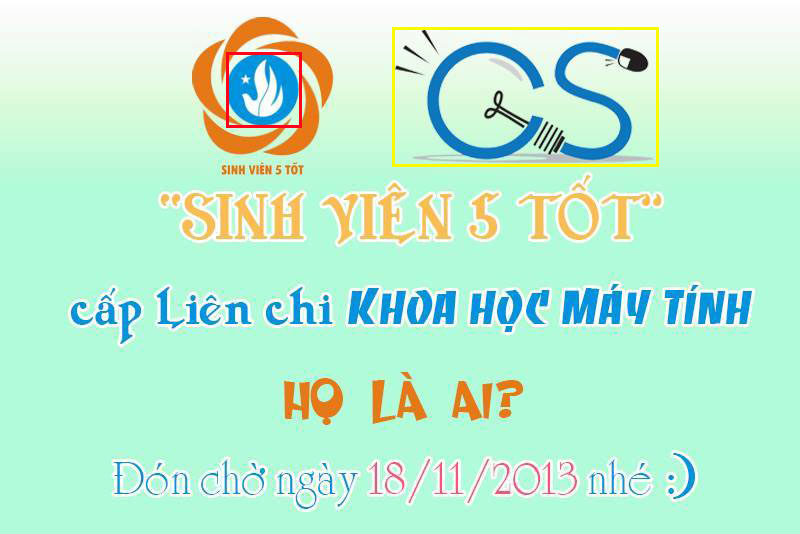 SINH VIÊN 5 TỐT
CS
"SINH VIÊN 5 TỐT"
cấp Liên chi KHOA HỌC MÁY TÍNH
HỌ LÀ AI?
Đón chờ ngày 18/11/2013 nhé :)